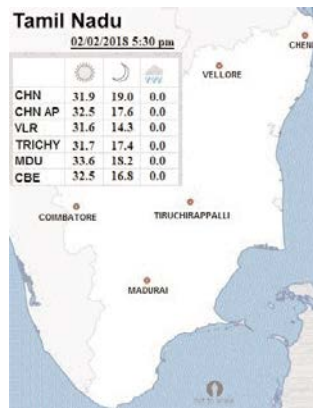 Tamil Nadu
02/02/2018 5:30 pm
CHN 31.9 19.0 0.0
CHN AP 32.5 17.6 0.0
VLR 31.6 14.3 0.0
TRICHY 31.7 17.4 0.0
MDU 33.6 18.2 0.0
CBE 32.5 16.8 0.0
CHEN
VELLORE
COIMBATORE
TIRUCHIRAPPALLI
MADURAI